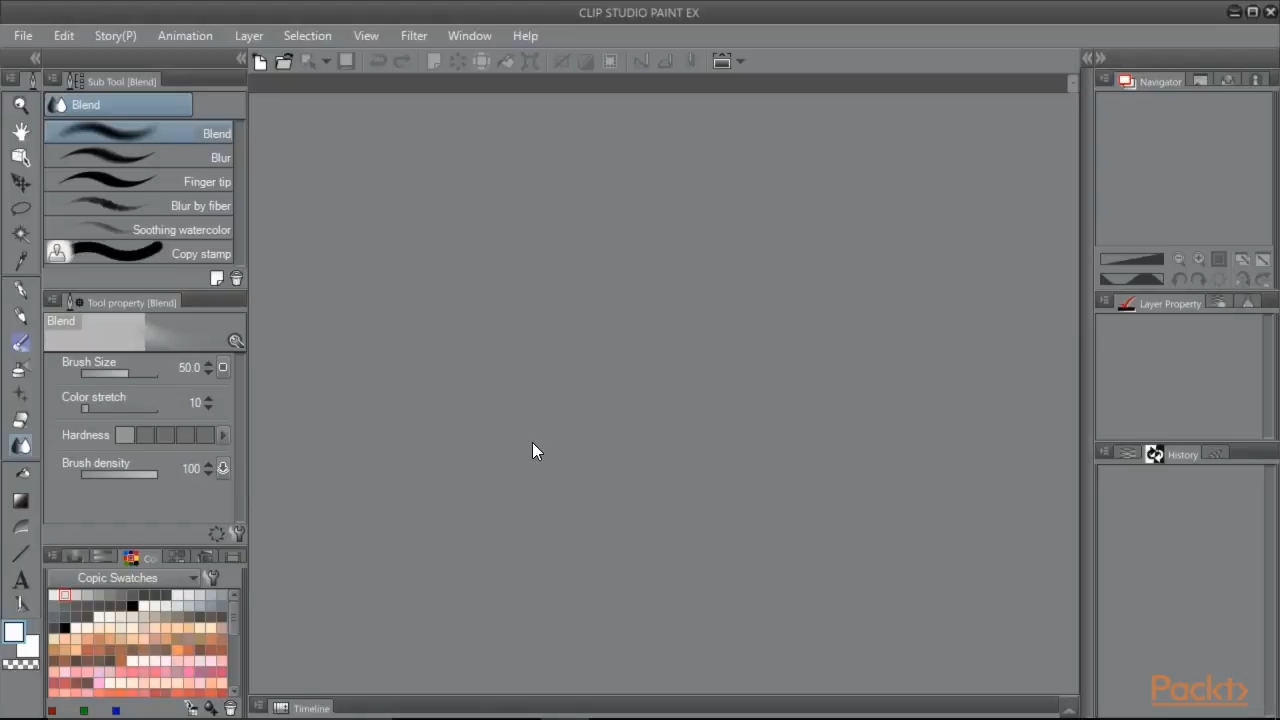 CLIP STUDIO PAINT EX
File Edit Story(P) Animation Layer Selection View Filter Window Help
Sub Tool [Blend]
Blend
Blend
Blur
Finger tip
Blur by fiber
Soothing watercolor
Copy stamp
Tool property [Blend]
Blend
Brush Size 50.0
Color stretch 10
Hardness
Brush density 100
Co
Copic Swatches
A
Timeline
Navigator
Layer Property
History
Packt